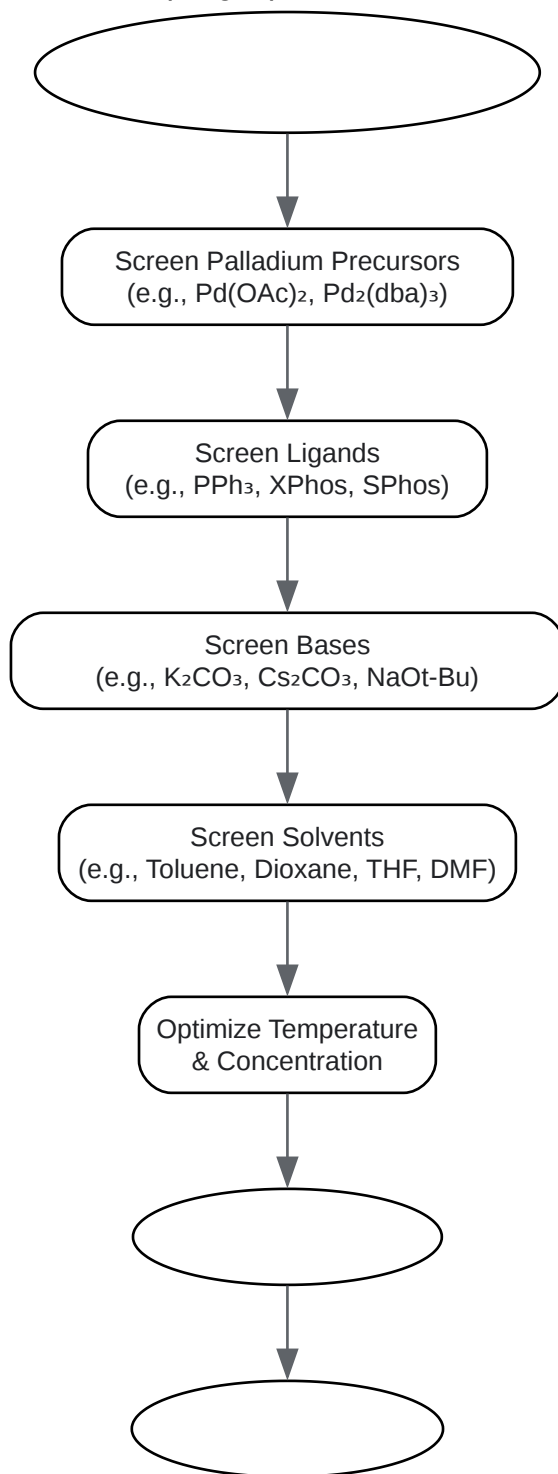 Screen Palladium Precursors
(e.g., Pd(OAc)₂, Pd₂(dba)₃)
Screen Ligands
(e.g., PPh₃, XPhos, SPhos)
Screen Bases
(e.g., K₂CO₃, Cs₂CO₃, NaOt-Bu)
Screen Solvents
(e.g., Toluene, Dioxane, THF, DMF)
Optimize Temperature
& Concentration